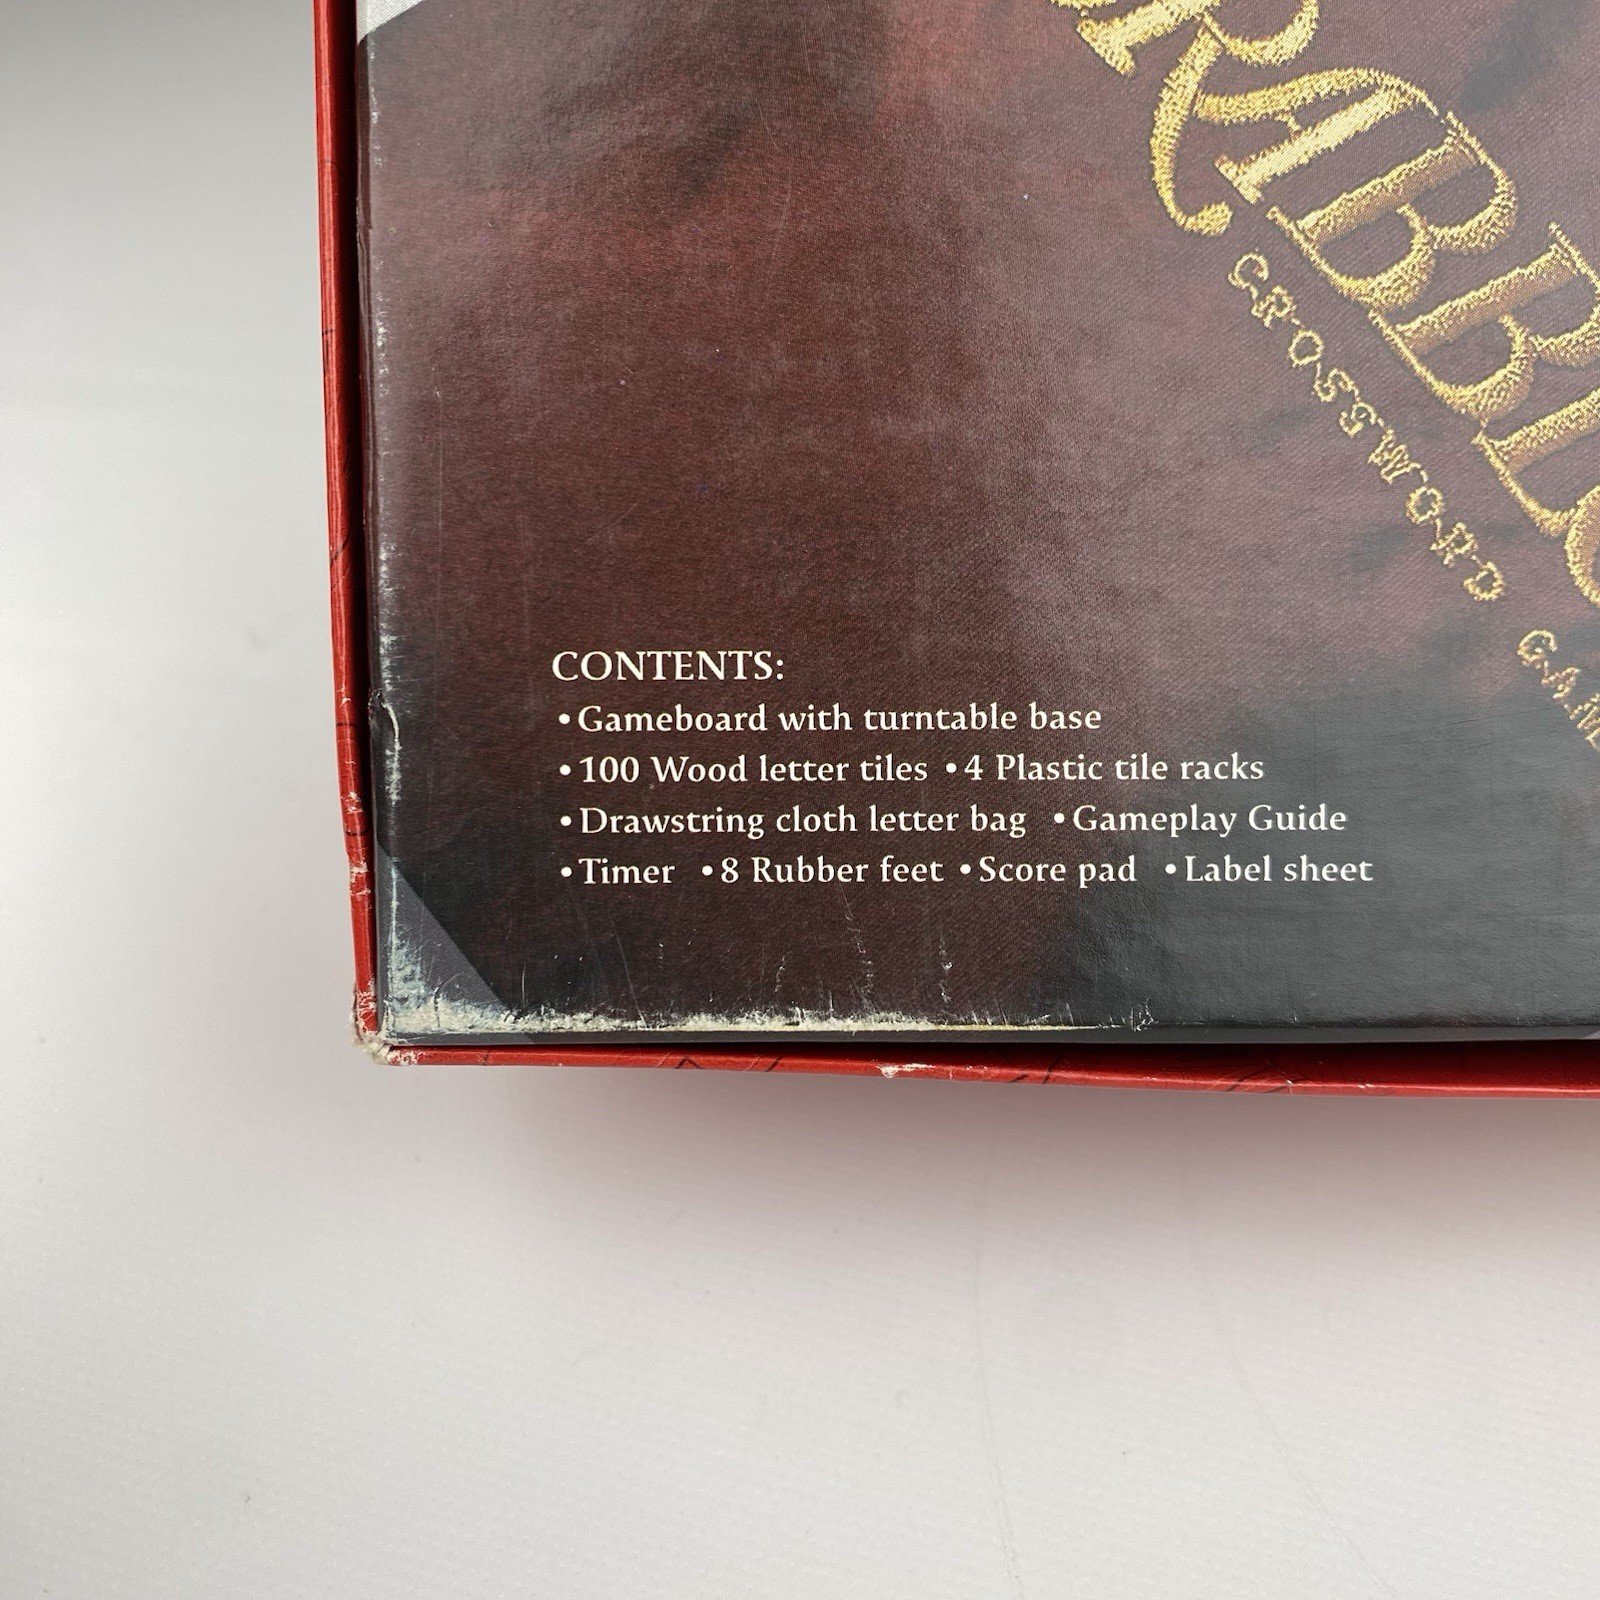 CROSSWORD
CONTENTS:
•Gameboard with turntable base
•100 Wood letter tiles •4 Plastic tile racks
•Drawstring cloth letter bag •Gameplay Guide
•Timer •8 Rubber feet •Score pad •Label sheet